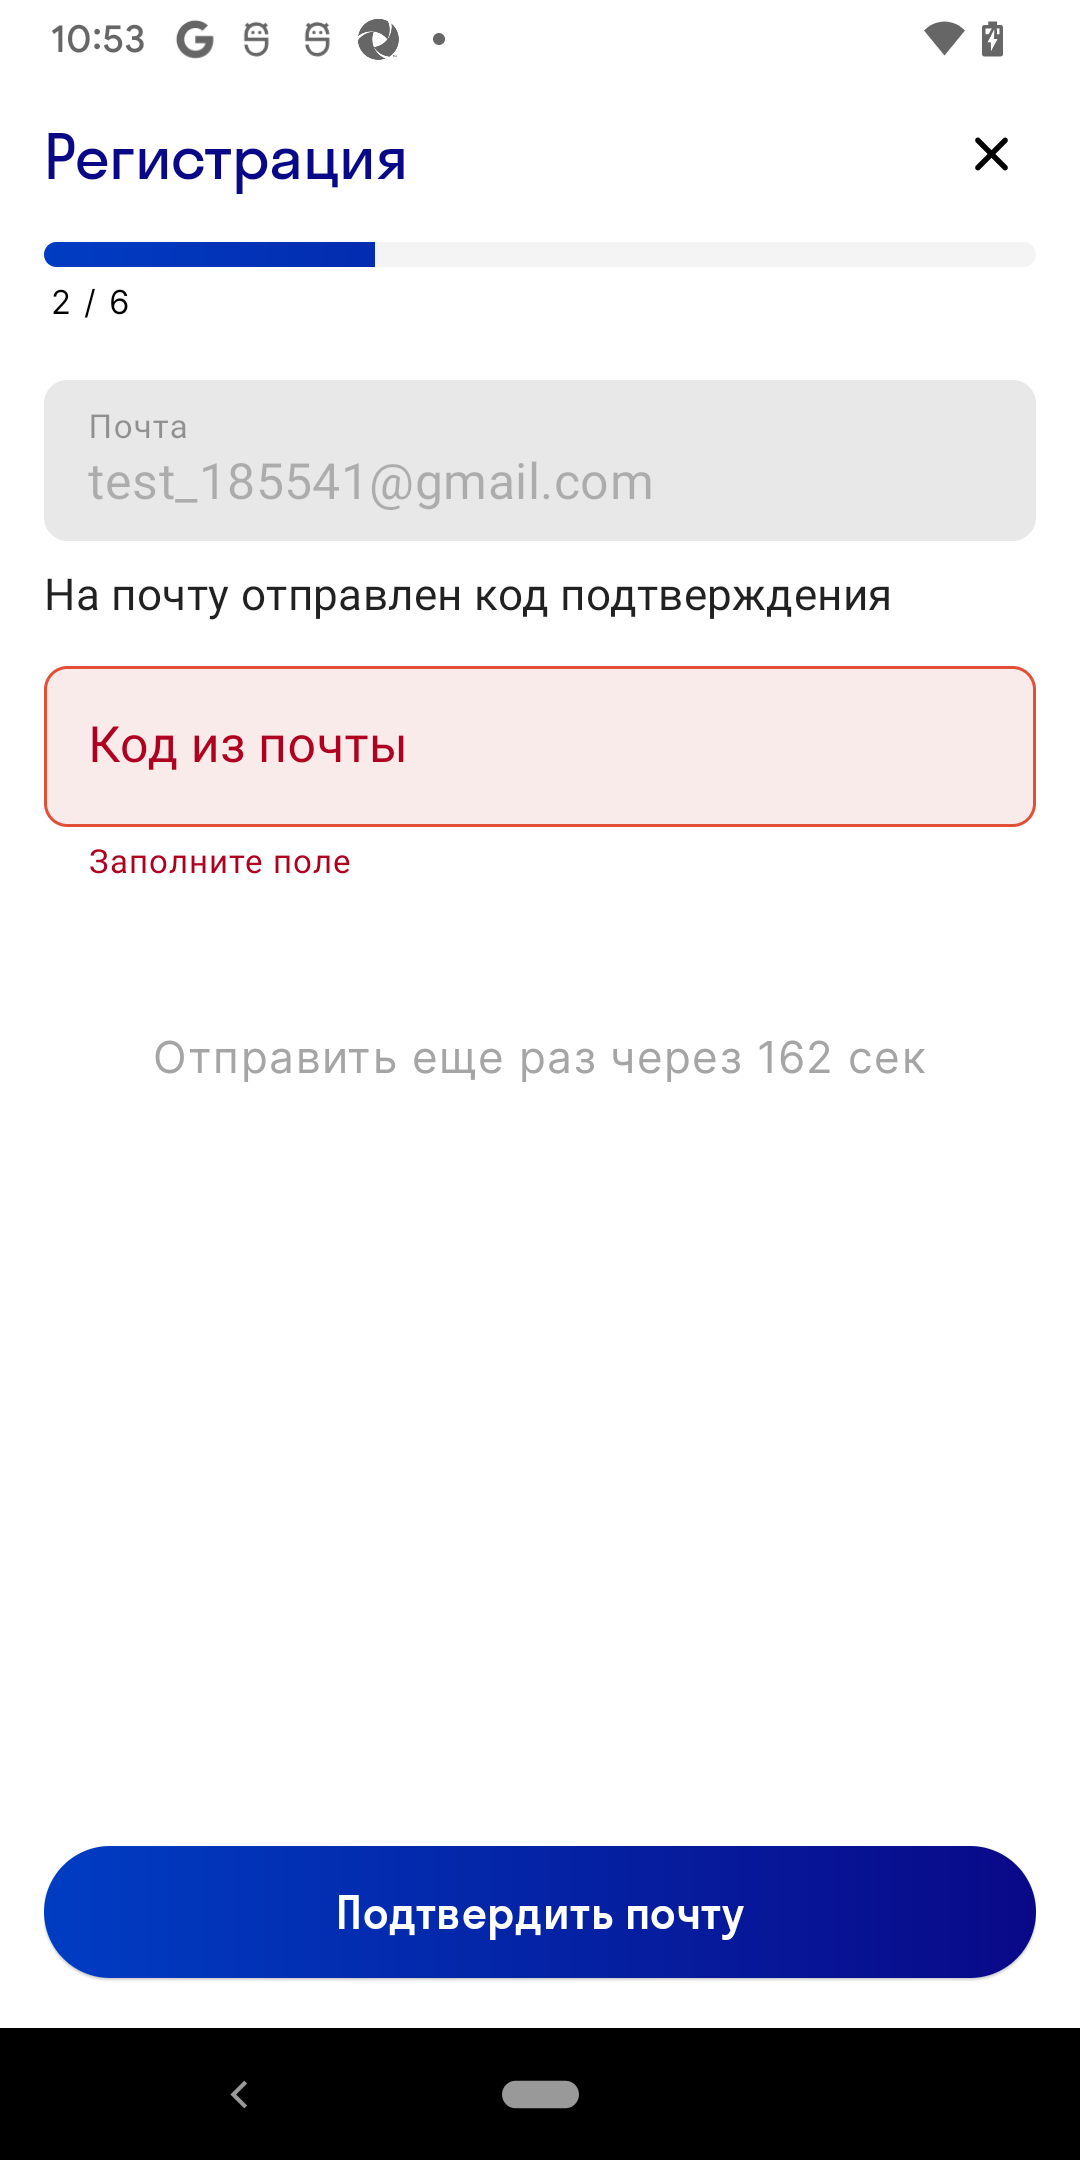 10:53
Регистрация
2 / 6
Почта
test_185541@gmail.com
На почту отправлен код подтверждения
Код из почты
Заполните поле
Отправить еще раз через 162 сек
Подтвердить почту